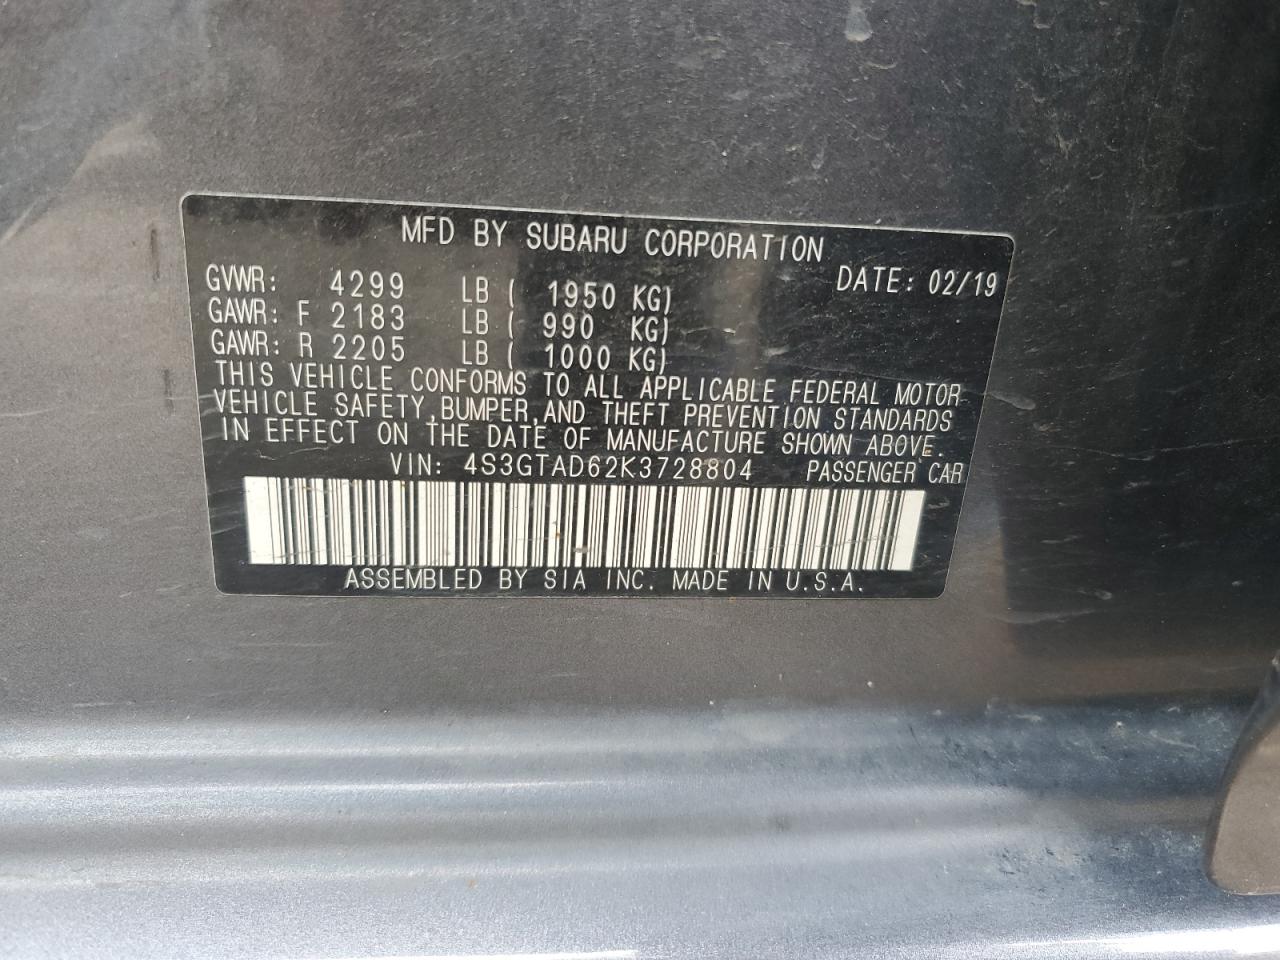 MFD BY SUBARU CORPORATION
GVWR: 4299 LB ( 1950 KG) DATE: 02/19
GAWR: F 2183 LB ( 990 KG)
GAWR: R 2205 LB ( 1000 KG)
THIS VEHICLE CONFORMS TO ALL APPLICABLE FEDERAL MOTOR
VEHICLE SAFETY,BUMPER,AND THEFT PREVENTION STANDARDS
IN EFFECT ON THE DATE OF MANUFACTURE SHOWN ABOVE.
VIN: 4S3GTAD62K3728804 PASSENGER CAR
ASSEMBLED BY SIA INC. MADE IN U.S.A.